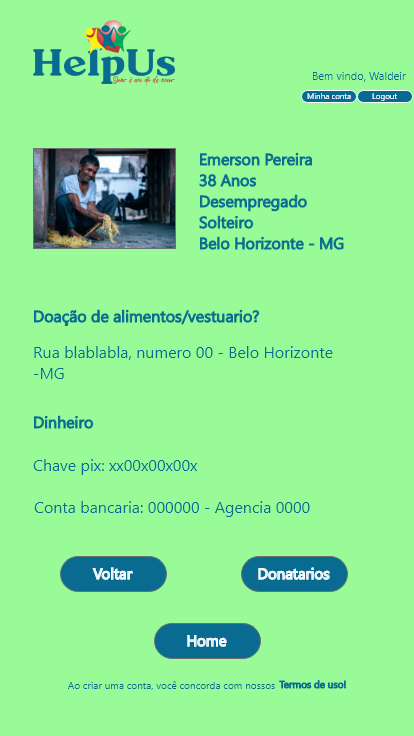 HelpUs
Doar é um ato de amor
Bem vindo, Waldeir
Minha conta
Logout
Emerson Pereira
38 Anos
Desempregado
Solteiro
Belo Horizonte - MG
Doação de alimentos/vestuario?
Rua blablabla, numero 00 - Belo Horizonte
-MG
Dinheiro
Chave pix: xx00x00x00x
Conta bancaria: 000000 - Agencia 0000
Voltar
Donatarios
Home
Ao criar uma conta, você concorda com nossos Termos de uso!